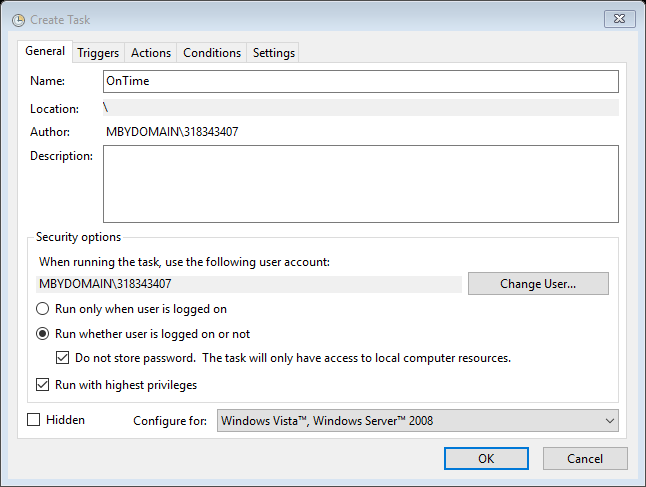 Create Task
General Triggers Actions Conditions Settings
Name: OnTime
Location: \
Author: MBYDOMAIN\318343407
Description:
Security options
When running the task, use the following user account:
MBYDOMAIN\318343407 Change User...
Run only when user is logged on
Run whether user is logged on or not
Do not store password. The task will only have access to local computer resources.
Run with highest privileges
Hidden Configure for: Windows Vista™, Windows Server™ 2008
OK Cancel